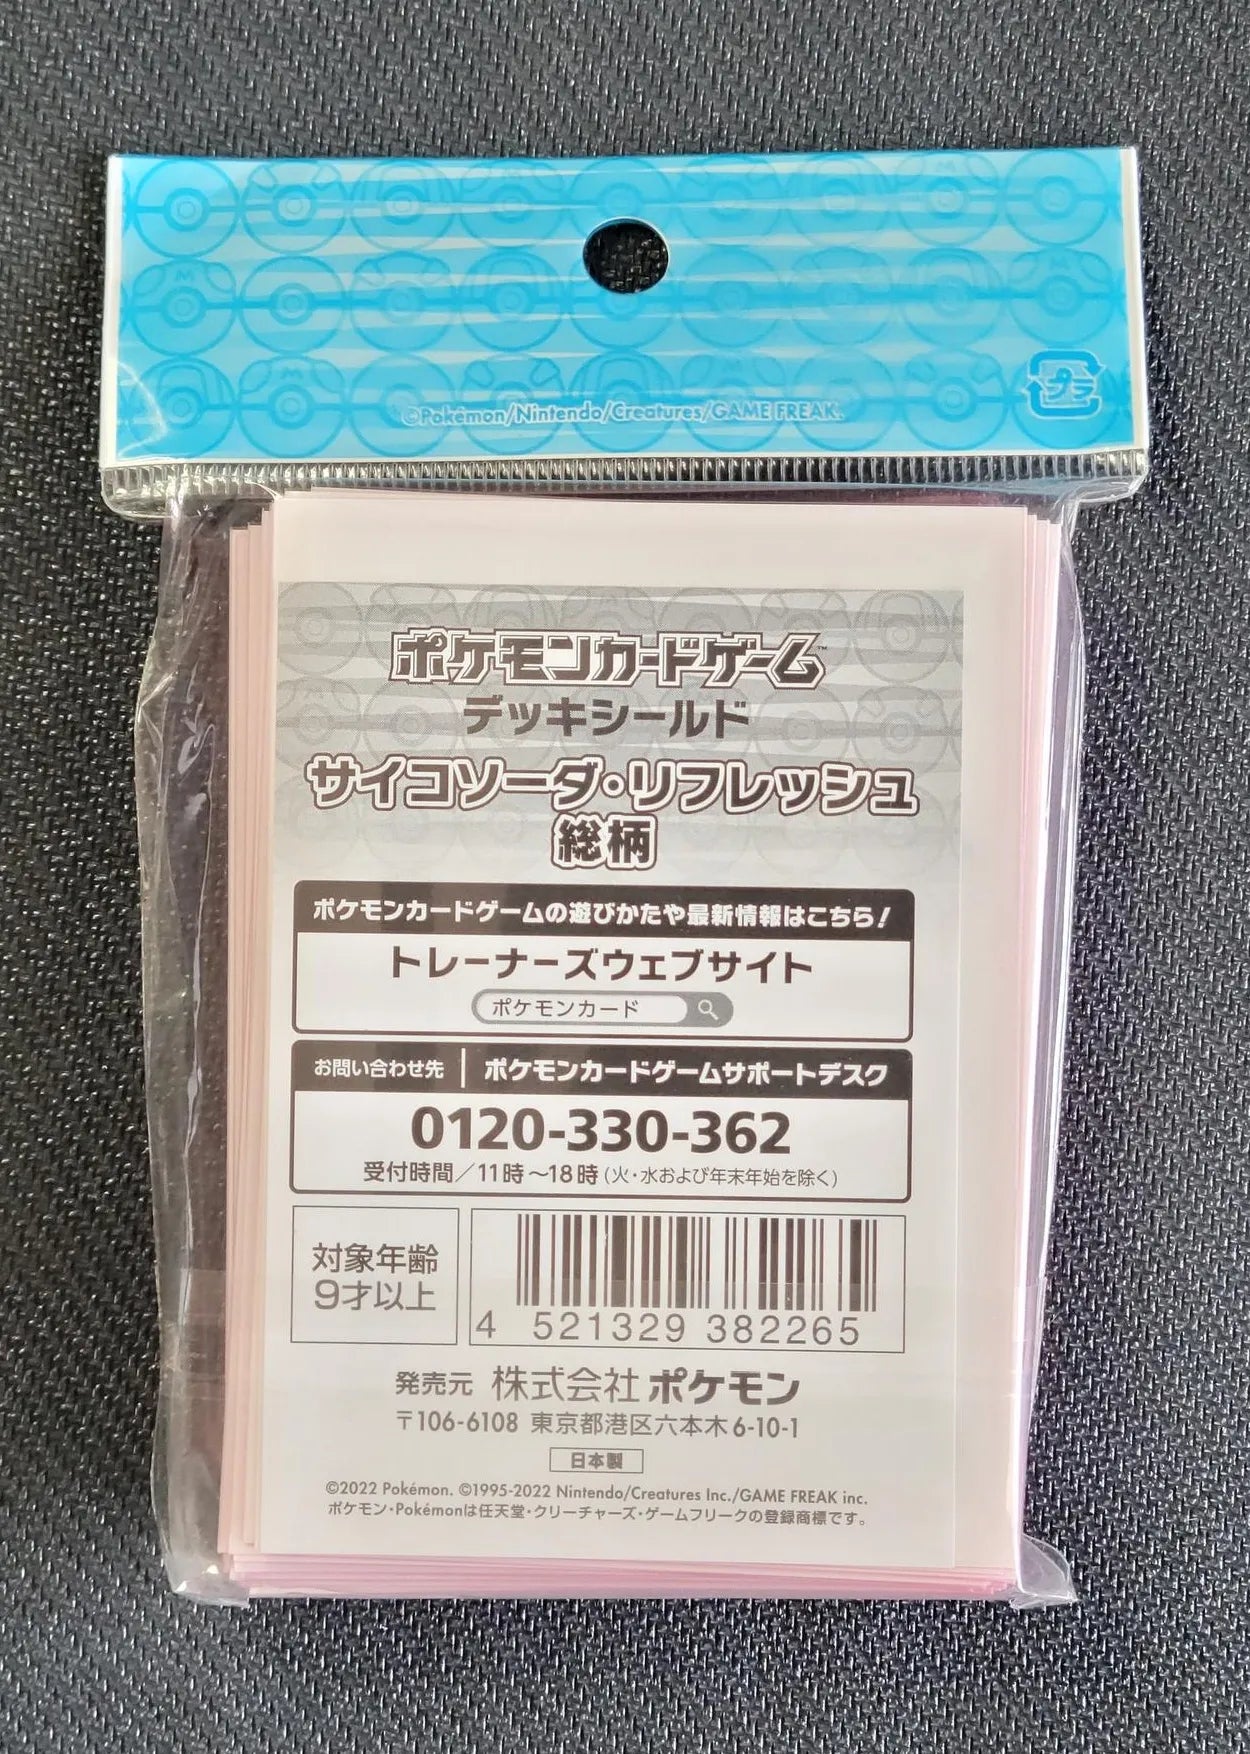 ©Pokémon/Nintendo/Creatures/GAME FREAK.
プラ
ポケモンカードゲーム™
デッキシールド
サイコソーダ・リフレッシュ
総柄
ポケモンカードゲームの遊びかたや最新情報はこちら!
トレーナーズウェブサイト
ポケモンカード
お問い合わせ先 ポケモンカードゲームサポートデスク
0120-330-362
受付時間/11時〜18時(火・水および年末年始を除く)
対象年齢
9才以上
4 521329 382265
発売元 株式会社ポケモン
〒106-6108 東京都港区六本木6-10-1
日本製
©2022 Pokémon. ©1995-2022 Nintendo/Creatures Inc./GAME FREAK inc.
ポケモン・Pokémonは任天堂・クリーチャーズ・ゲームフリークの登録商標です。